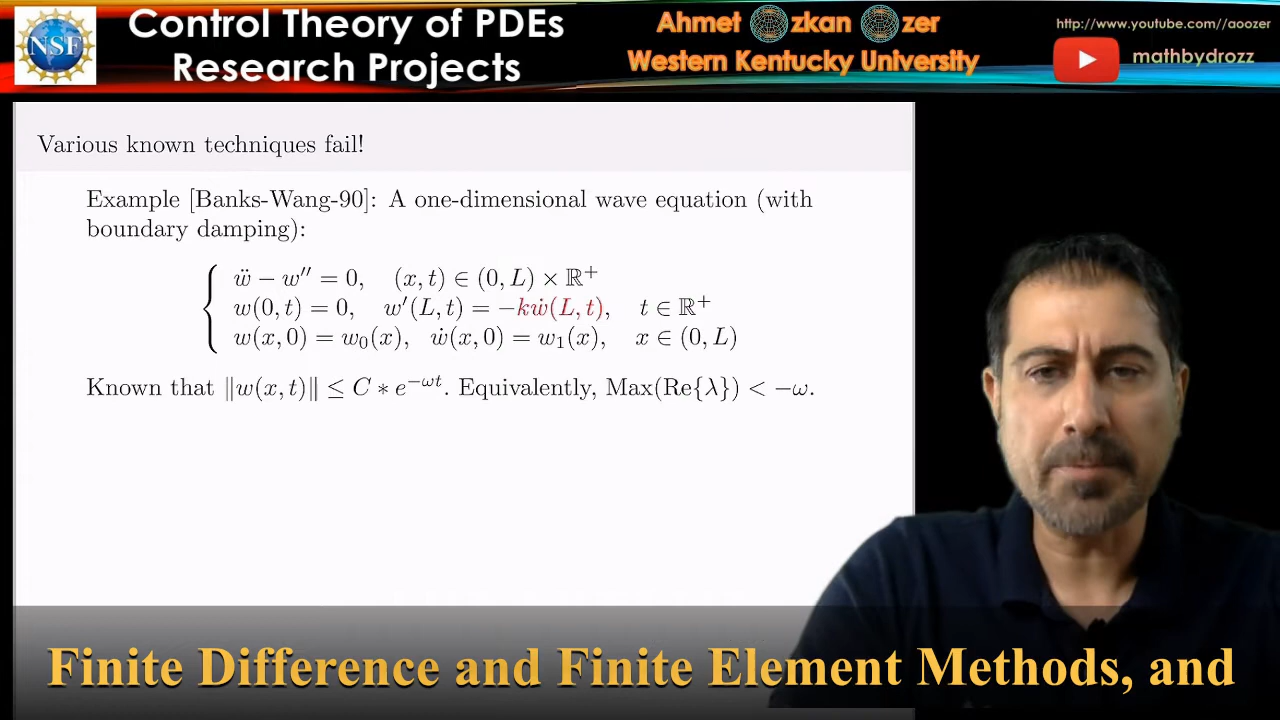 NSF
Control Theory of PDEs
Research Projects
Ahmet Ozkan Ozer
Western Kentucky University
http://www.youtube.com//aoozer
mathbydrozz
Various known techniques fail!
Example [Banks-Wang-90]: A one-dimensional wave equation (with
boundary damping):
ẅ − w′′ = 0, (x, t) ∈ (0, L) × ℝ⁺
w(0, t) = 0, w′(L, t) = −kẇ(L, t), t ∈ ℝ⁺
w(x, 0) = w₀(x), ẇ(x, 0) = w₁(x), x ∈ (0, L)
Known that ‖w(x, t)‖ ≤ C ∗ e^{−ωt}. Equivalently, Max(Re{λ}) < −ω.
Finite Difference and Finite Element Methods, and